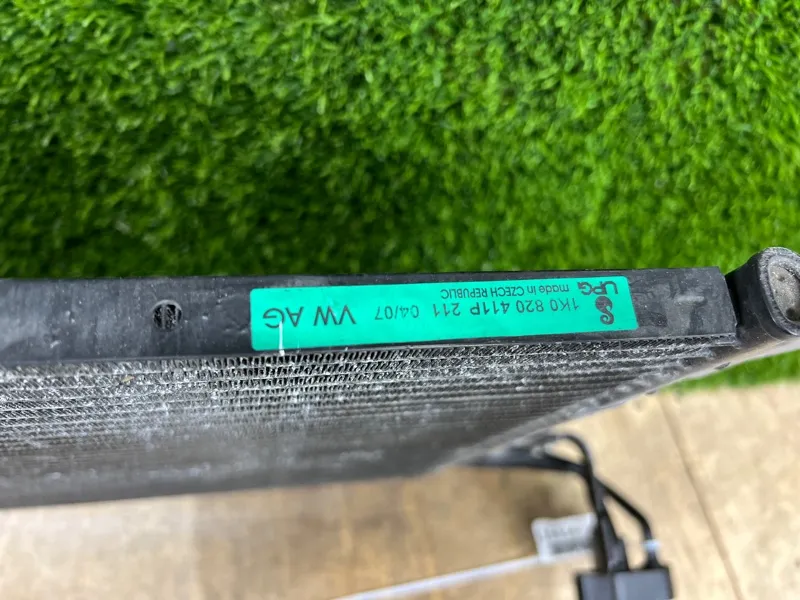 UPG
1K0 820 411P 211 04/07 VW AG
made in CZECH REPUBLIC